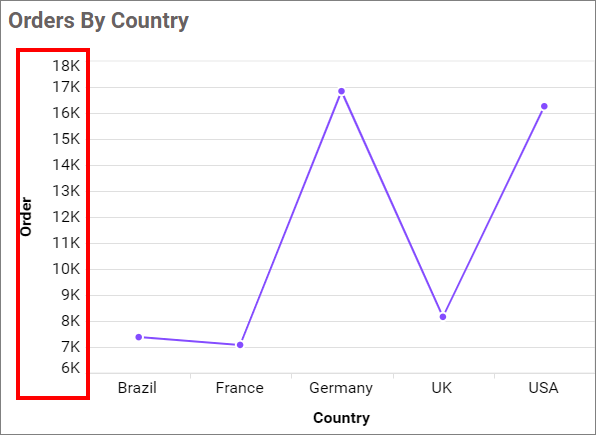 Orders By Country
18K
17K
16K
15K
14K
13K
12K
11K
10K
9K
8K
7K
6K
Order
Brazil France Germany UK USA
Country